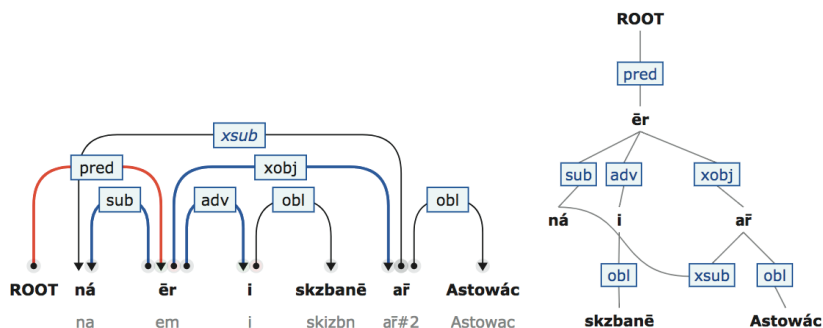 xsub
pred xobj
sub adv obl obl
ROOT ná ēr i skzbanē aṙ Astowác
na em i skizbn aṙ#2 Astowac
ROOT
pred
ēr
sub adv xobj
ná i aṙ
obl xsub obl
skzbanē Astowác